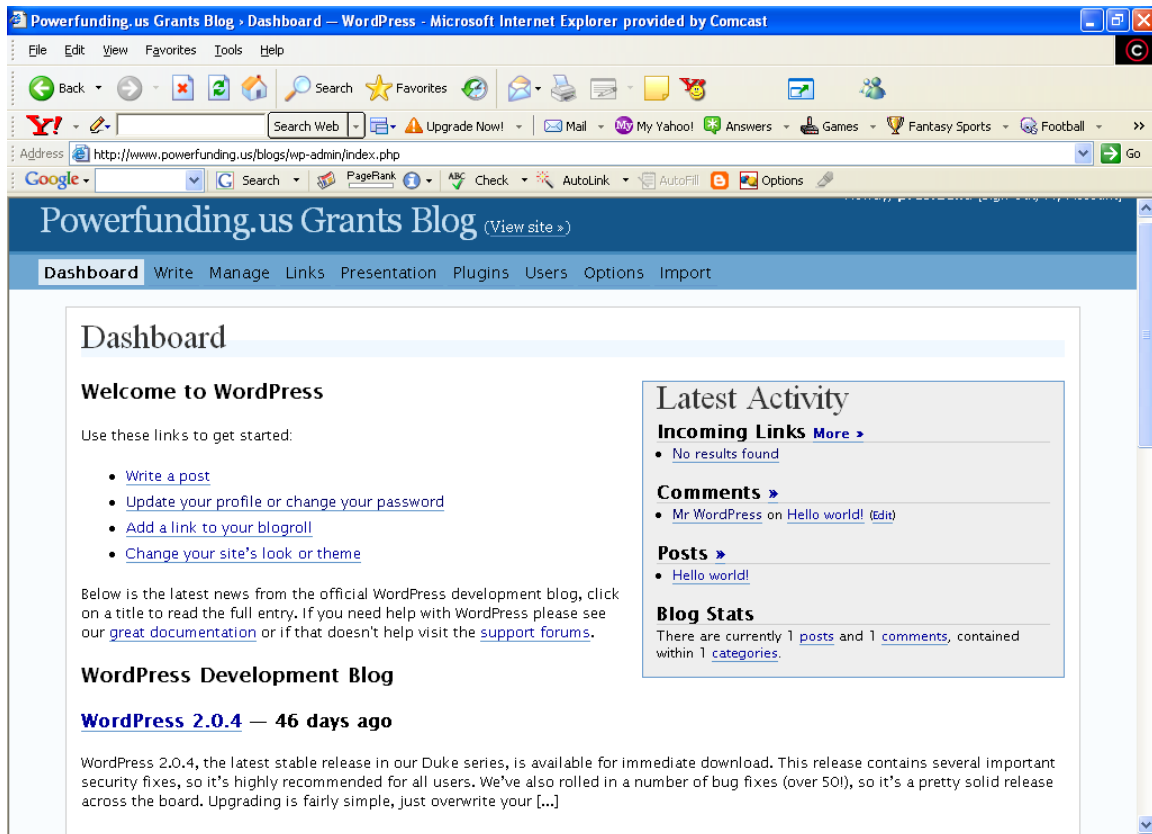 Powerfunding.us Grants Blog › Dashboard — WordPress - Microsoft Internet Explorer provided by Comcast
File Edit View Favorites Tools Help
Back Search Favorites
Y! Search Web Upgrade Now! Mail My My Yahoo! Answers Games Fantasy Sports Football »
Address http://www.powerfunding.us/blogs/wp-admin/index.php Go
Google G Search PageRank ABC Check AutoLink AutoFill Options
Powerfunding.us Grants Blog (View site »)
Dashboard Write Manage Links Presentation Plugins Users Options Import
Dashboard
Welcome to WordPress
Use these links to get started:
• Write a post
• Update your profile or change your password
• Add a link to your blogroll
• Change your site's look or theme
Below is the latest news from the official WordPress development blog, click
on a title to read the full entry. If you need help with WordPress please see
our great documentation or if that doesn't help visit the support forums.
Latest Activity
Incoming Links More »
• No results found
Comments »
• Mr WordPress on Hello world! (Edit)
Posts »
• Hello world!
Blog Stats
There are currently 1 posts and 1 comments, contained
within 1 categories.
WordPress Development Blog
WordPress 2.0.4 — 46 days ago
WordPress 2.0.4, the latest stable release in our Duke series, is available for immediate download. This release contains several important
security fixes, so it's highly recommended for all users. We've also rolled in a number of bug fixes (over 50!), so it's a pretty solid release
across the board. Upgrading is fairly simple, just overwrite your [...]